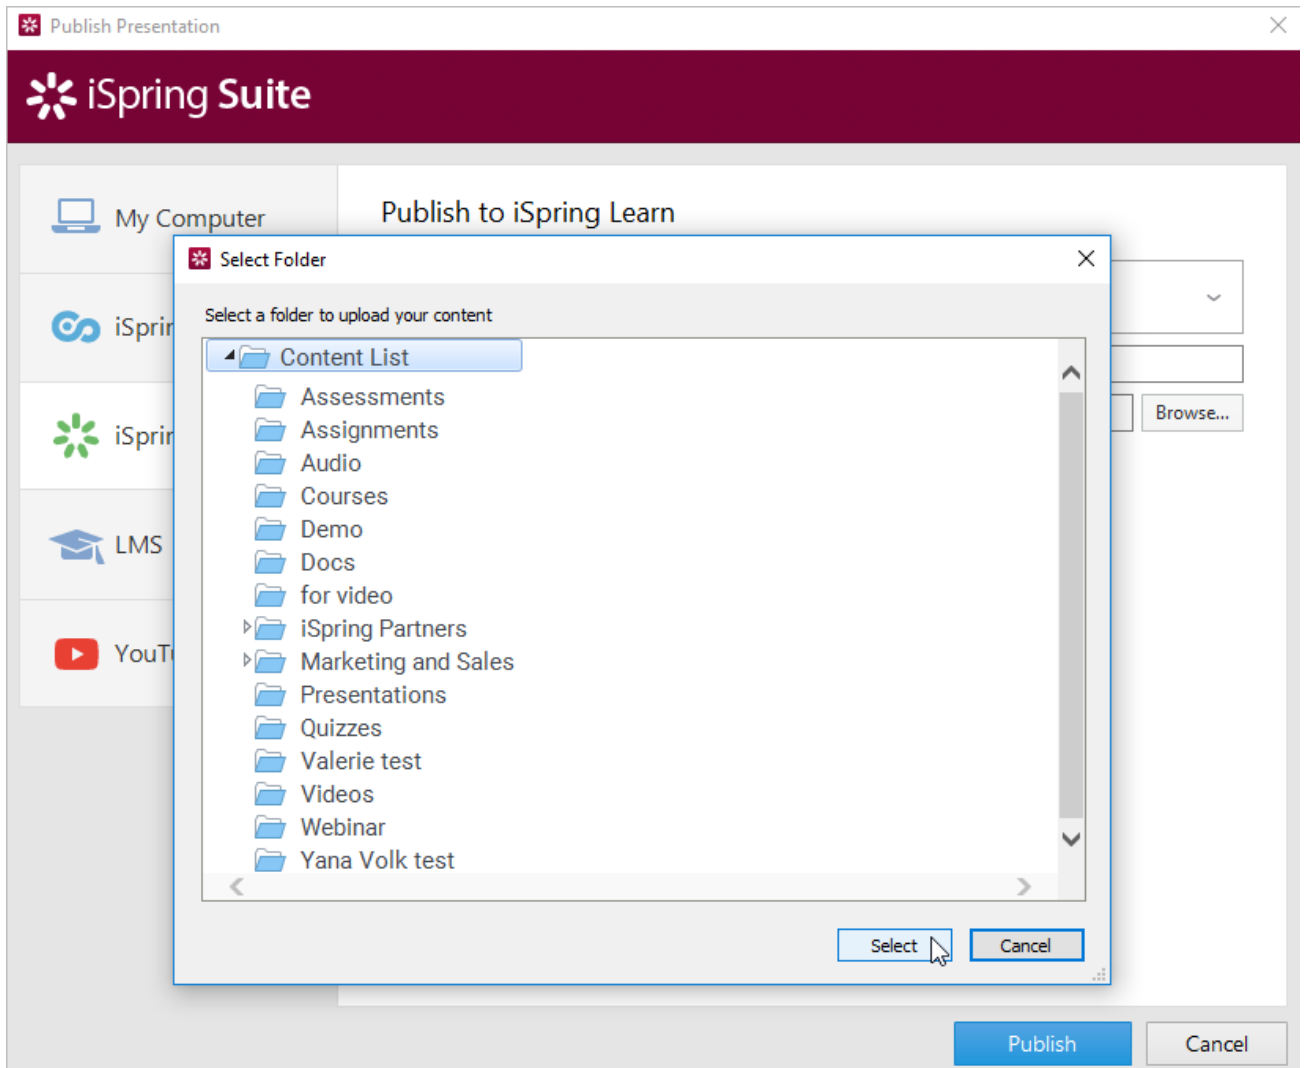 Publish Presentation
iSpring Suite
My Computer
Publish to iSpring Learn
Select Folder
Select a folder to upload your content
Content List
Assessments
Assignments
Audio
Courses
Demo
Docs
for video
iSpring Partners
Marketing and Sales
Presentations
Quizzes
Valerie test
Videos
Webinar
Yana Volk test
Browse...
LMS
Select
Cancel
Publish
Cancel